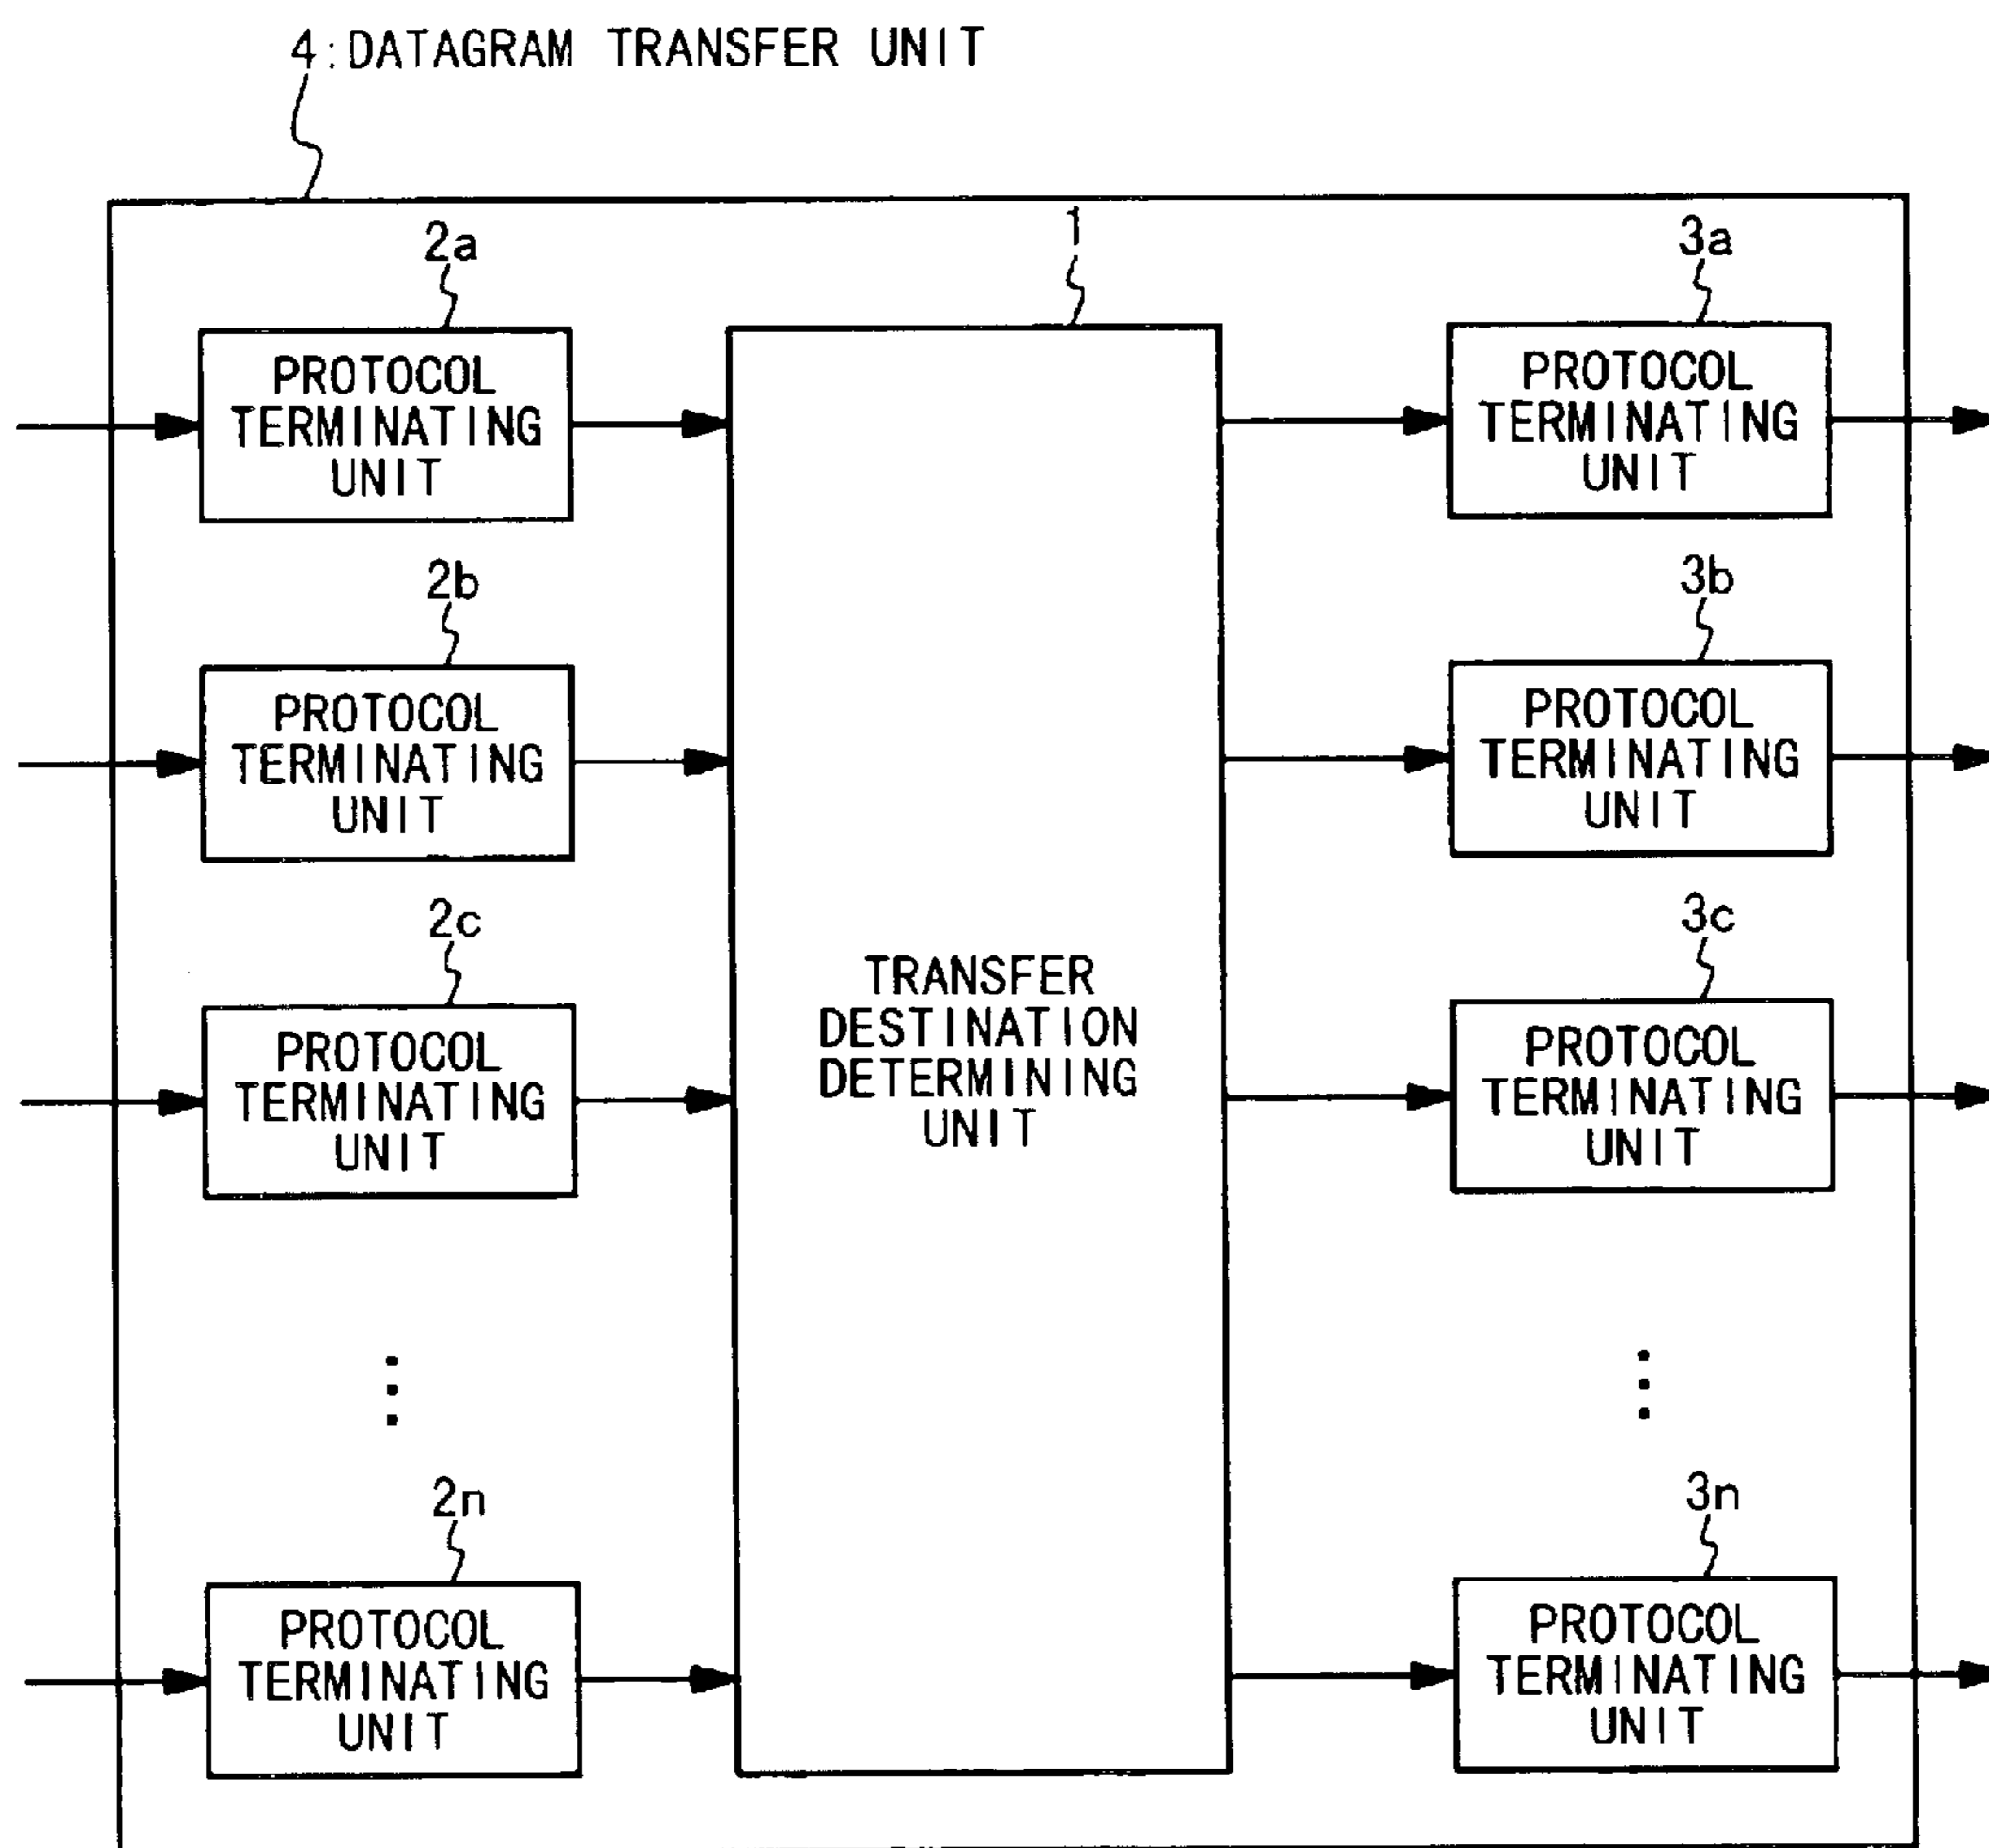 4:DATAGRAM TRANSFER UNIT
2a
1
3a
PROTOCOL
TERMINATING
UNIT
PROTOCOL
TERMINATING
UNIT
2b
3b
PROTOCOL
TERMINATING
UNIT
PROTOCOL
TERMINATING
UNIT
2c
3c
TRANSFER
DESTINATION
DETERMINING
UNIT
PROTOCOL
TERMINATING
UNIT
PROTOCOL
TERMINATING
UNIT
2n
3n
PROTOCOL
TERMINATING
UNIT
PROTOCOL
TERMINATING
UNIT